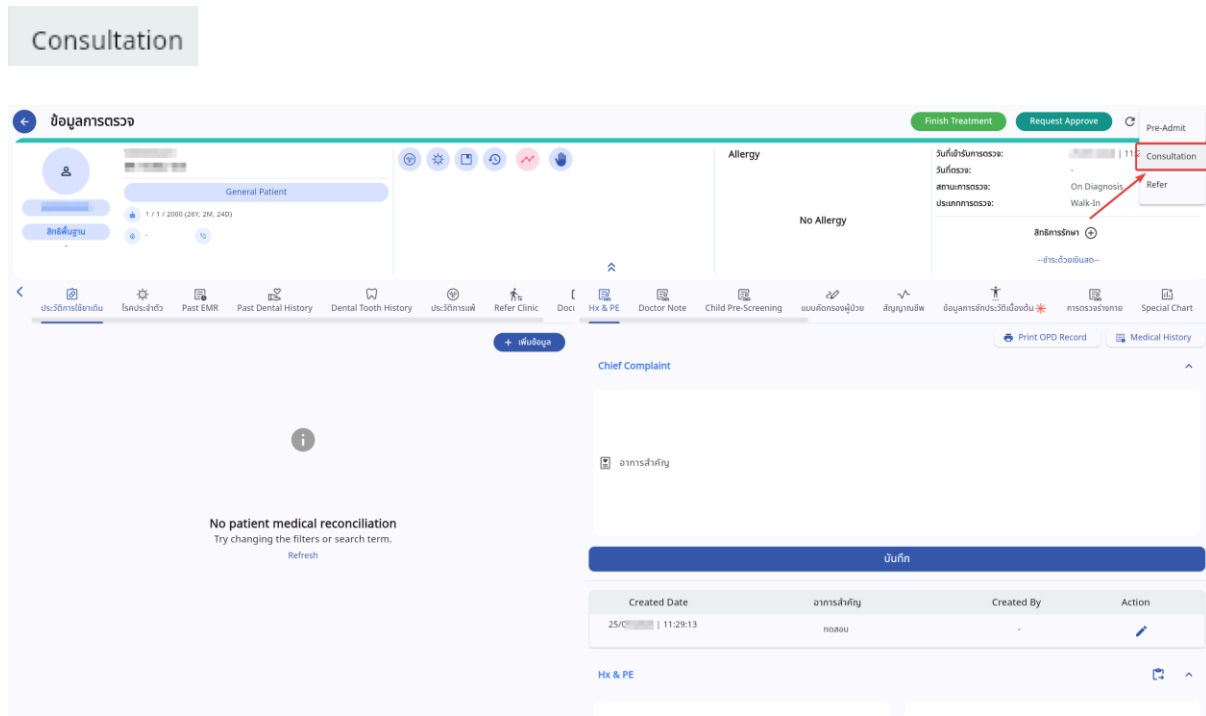 Consultation
ข้อมูลการตรวจ
Finish Treatment
Request Approve
Pre-Admit
Consultation
Refer
General Patient
1 / 1 / 2000 (26Y, 2M, 24D)
สิทธิพื้นฐาน
-
-
Allergy
No Allergy
วันที่เข้ารับการตรวจ: | 11:2
วันที่ตรวจ: -
สถานะการตรวจ: On Diagnosis
ประเภทการตรวจ: Walk-In
สิทธิการรักษา
--ชำระด้วยเงินสด--
ประวัติการใช้ยาเดิม
โรคประจำตัว
Past EMR
Past Dental History
Dental Tooth History
ประวัติการแพ้
Refer Clinic
Doct
Hx & PE
Doctor Note
Child Pre-Screening
แบบคัดกรองผู้ป่วย
สัญญาณชีพ
ข้อมูลการซักประวัติเบื้องต้น
การตรวจร่างกาย
Special Chart
+ เพิ่มข้อมูล
Print OPD Record
Medical History
Chief Complaint
อาการสำคัญ
No patient medical reconciliation
Try changing the filters or search term.
Refresh
บันทึก
Created Date อาการสำคัญ Created By Action
25/0 | 11:29:13 ทดสอบ -
Hx & PE